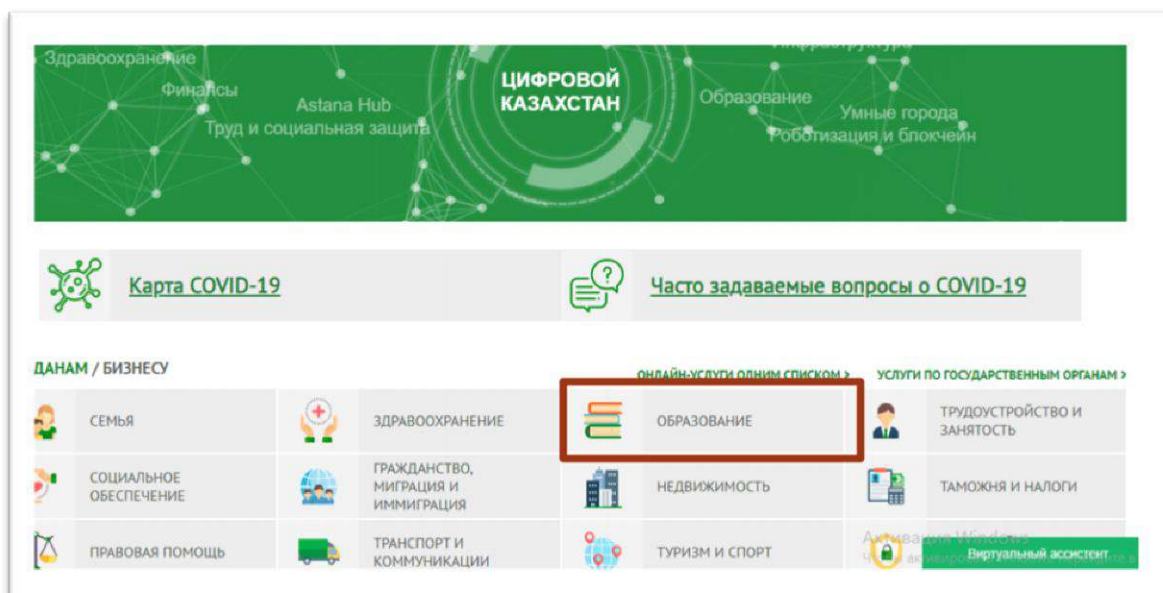 Здравоохранение
Инфраструктура
Финансы
Astana Hub
ЦИФРОВОЙ
КАЗАХСТАН
Образование
Умные города
Труд и социальная защита
Роботизация и блокчейн
Карта COVID-19
Часто задаваемые вопросы о COVID-19
ДАНАМ / БИЗНЕСУ
ОНЛАЙН-УСЛУГИ ОДНИМ СПИСКОМ >
УСЛУГИ ПО ГОСУДАРСТВЕННЫМ ОРГАНАМ >
СЕМЬЯ
ЗДРАВООХРАНЕНИЕ
ОБРАЗОВАНИЕ
ТРУДОУСТРОЙСТВО И
ЗАНЯТОСТЬ
СОЦИАЛЬНОЕ
ОБЕСПЕЧЕНИЕ
ГРАЖДАНСТВО,
МИГРАЦИЯ И
ИММИГРАЦИЯ
НЕДВИЖИМОСТЬ
ТАМОЖНЯ И НАЛОГИ
ПРАВОВАЯ ПОМОЩЬ
ТРАНСПОРТ И
КОММУНИКАЦИИ
ТУРИЗМ И СПОРТ
Активация Windows
Виртуальный ассистент